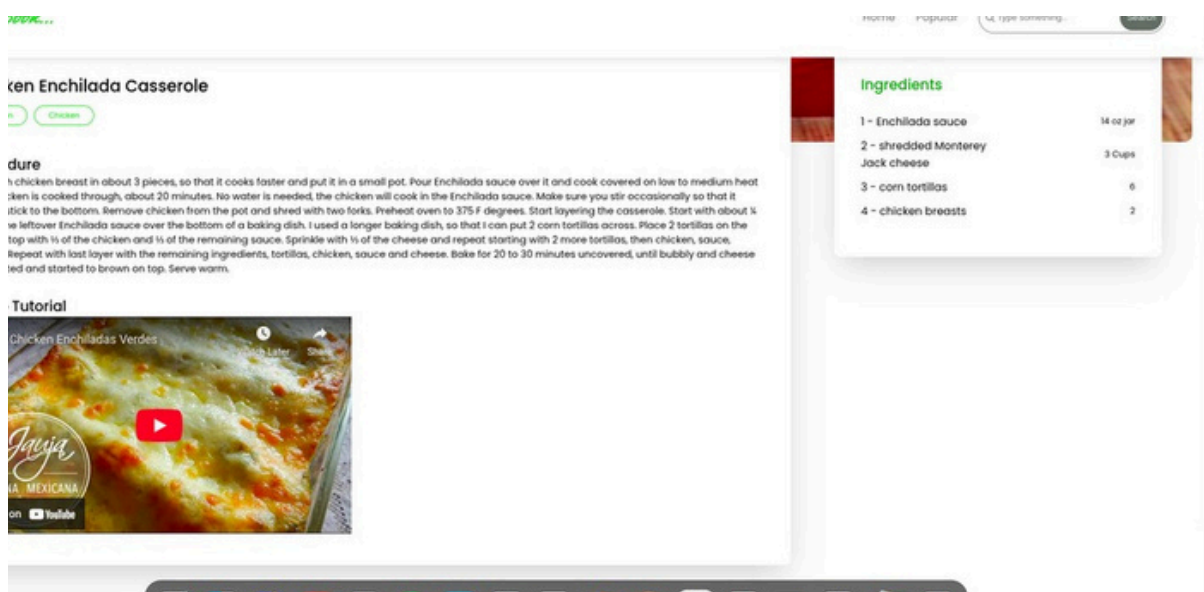 Home Popular Type something... Search
ken Enchilada Casserole
n Chicken
dure
n chicken breast in about 3 pieces, so that it cooks faster and put it in a small pot. Pour Enchilada sauce over it and cook covered on low to medium heat
cken is cooked through, about 20 minutes. No water is needed, the chicken will cook in the Enchilada sauce. Make sure you stir occasionally so that it
stick to the bottom. Remove chicken from the pot and shred with two forks. Preheat oven to 375 F degrees. Start layering the casserole. Start with about ¼
he leftover Enchilada sauce over the bottom of a baking dish. I used a longer baking dish, so that I can put 2 corn tortillas across. Place 2 tortillas on the
top with ⅓ of the chicken and ⅓ of the remaining sauce. Sprinkle with ⅓ of the cheese and repeat starting with 2 more tortillas, then chicken, sauce,
Repeat with last layer with the remaining ingredients, tortillas, chicken, sauce and cheese. Bake for 20 to 30 minutes uncovered, until bubbly and cheese
ted and started to brown on top. Serve warm.
Tutorial
Chicken Enchiladas Verdes
Watch Later Share
Jauja
NA MEXICANA
on YouTube
Ingredients
1 - Enchilada sauce 14 oz jar
2 - shredded Monterey
Jack cheese 3 Cups
3 - corn tortillas 6
4 - chicken breasts 2